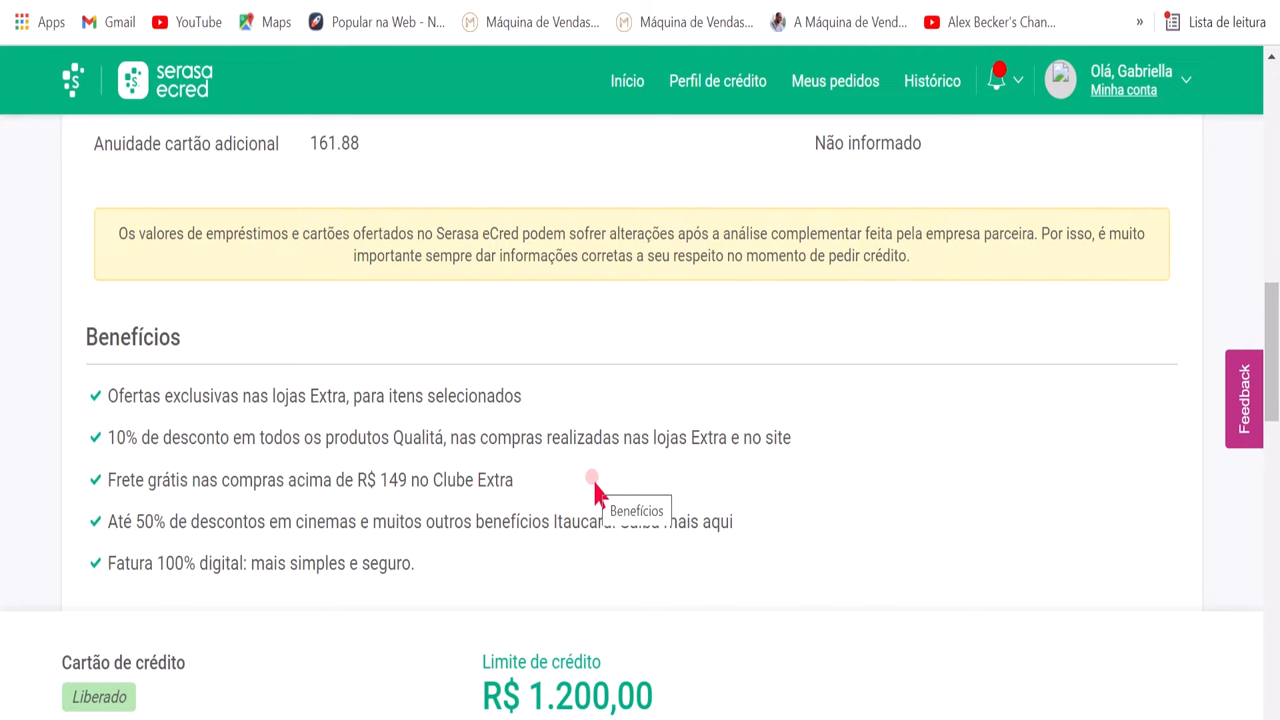 Apps Gmail YouTube Maps Popular na Web - N... Máquina de Vendas... Máquina de Vendas... A Máquina de Vend... Alex Becker's Chan... » Lista de leitura
serasa ecred Início Perfil de crédito Meus pedidos Histórico Olá, Gabriella
Minha conta
Anuidade cartão adicional 161.88 Não informado
Os valores de empréstimos e cartões ofertados no Serasa eCred podem sofrer alterações após a análise complementar feita pela empresa parceira. Por isso, é muito
importante sempre dar informações corretas a seu respeito no momento de pedir crédito.
Benefícios
Feedback
Ofertas exclusivas nas lojas Extra, para itens selecionados
10% de desconto em todos os produtos Qualitá, nas compras realizadas nas lojas Extra e no site
Frete grátis nas compras acima de R$ 149 no Clube Extra
Benefícios
Até 50% de descontos em cinemas e muitos outros benefícios mais aqui
Fatura 100% digital: mais simples e seguro.
Cartão de crédito Limite de crédito
Liberado R$ 1.200,00